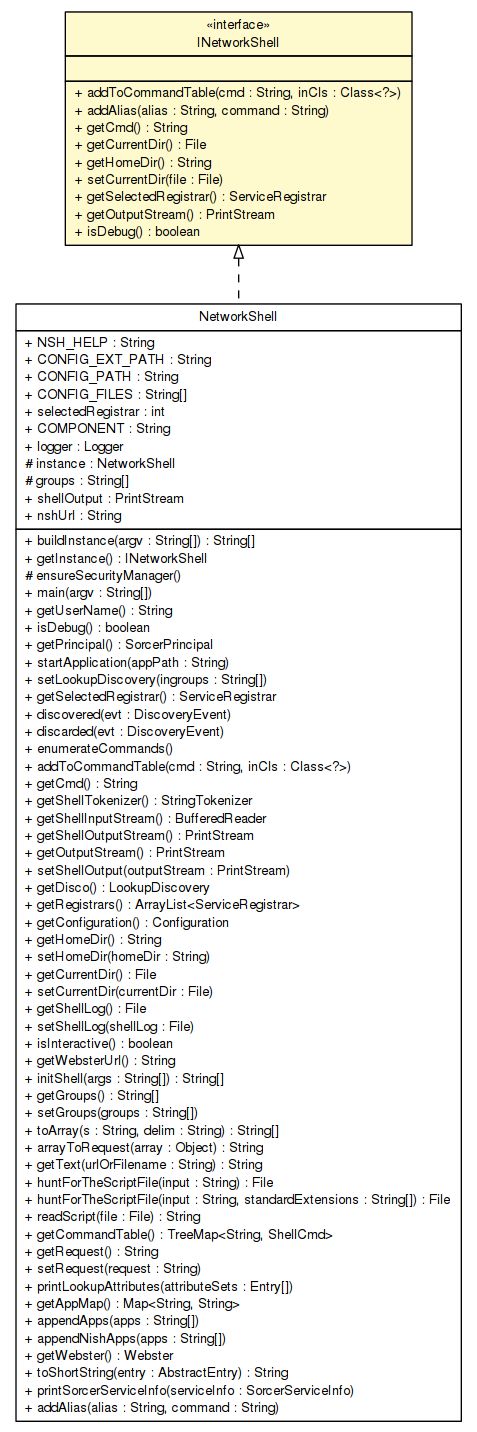 «interface»
INetworkShell
+ addToCommandTable(cmd : String, inCls : Class<?>)
+ addAlias(alias : String, command : String)
+ getCmd() : String
+ getCurrentDir() : File
+ getHomeDir() : String
+ setCurrentDir(file : File)
+ getSelectedRegistrar() : ServiceRegistrar
+ getOutputStream() : PrintStream
+ isDebug() : boolean
NetworkShell
+ NSH_HELP : String
+ CONFIG_EXT_PATH : String
+ CONFIG_PATH : String
+ CONFIG_FILES : String[]
+ selectedRegistrar : int
+ COMPONENT : String
+ logger : Logger
# instance : NetworkShell
# groups : String[]
+ shellOutput : PrintStream
+ nshUrl : String
+ buildInstance(argv : String[]) : String[]
+ getInstance() : INetworkShell
# ensureSecurityManager()
+ main(argv : String[])
+ getUserName() : String
+ isDebug() : boolean
+ getPrincipal() : SorcerPrincipal
+ startApplication(appPath : String)
+ setLookupDiscovery(ingroups : String[])
+ getSelectedRegistrar() : ServiceRegistrar
+ discovered(evt : DiscoveryEvent)
+ discarded(evt : DiscoveryEvent)
+ enumerateCommands()
+ addToCommandTable(cmd : String, inCls : Class<?>)
+ getCmd() : String
+ getShellTokenizer() : StringTokenizer
+ getShellInputStream() : BufferedReader
+ getShellOutputStream() : PrintStream
+ getOutputStream() : PrintStream
+ setShellOutput(outputStream : PrintStream)
+ getDisco() : LookupDiscovery
+ getRegistrars() : ArrayList<ServiceRegistrar>
+ getConfiguration() : Configuration
+ getHomeDir() : String
+ setHomeDir(homeDir : String)
+ getCurrentDir() : File
+ setCurrentDir(currentDir : File)
+ getShellLog() : File
+ setShellLog(shellLog : File)
+ isInteractive() : boolean
+ getWebsterUrl() : String
+ initShell(args : String[]) : String[]
+ getGroups() : String[]
+ setGroups(groups : String[])
+ toArray(s : String, delim : String) : String[]
+ arrayToRequest(array : Object) : String
+ getText(urlOrFilename : String) : String
+ huntForTheScriptFile(input : String) : File
+ huntForTheScriptFile(input : String, standardExtensions : String[]) : File
+ readScript(file : File) : String
+ getCommandTable() : TreeMap<String, ShellCmd>
+ getRequest() : String
+ setRequest(request : String)
+ printLookupAttributes(attributeSets : Entry[])
+ getAppMap() : Map<String, String>
+ appendApps(apps : String[])
+ appendNishApps(apps : String[])
+ getWebster() : Webster
+ toShortString(entry : AbstractEntry) : String
+ printSorcerServiceInfo(serviceInfo : SorcerServiceInfo)
+ addAlias(alias : String, command : String)